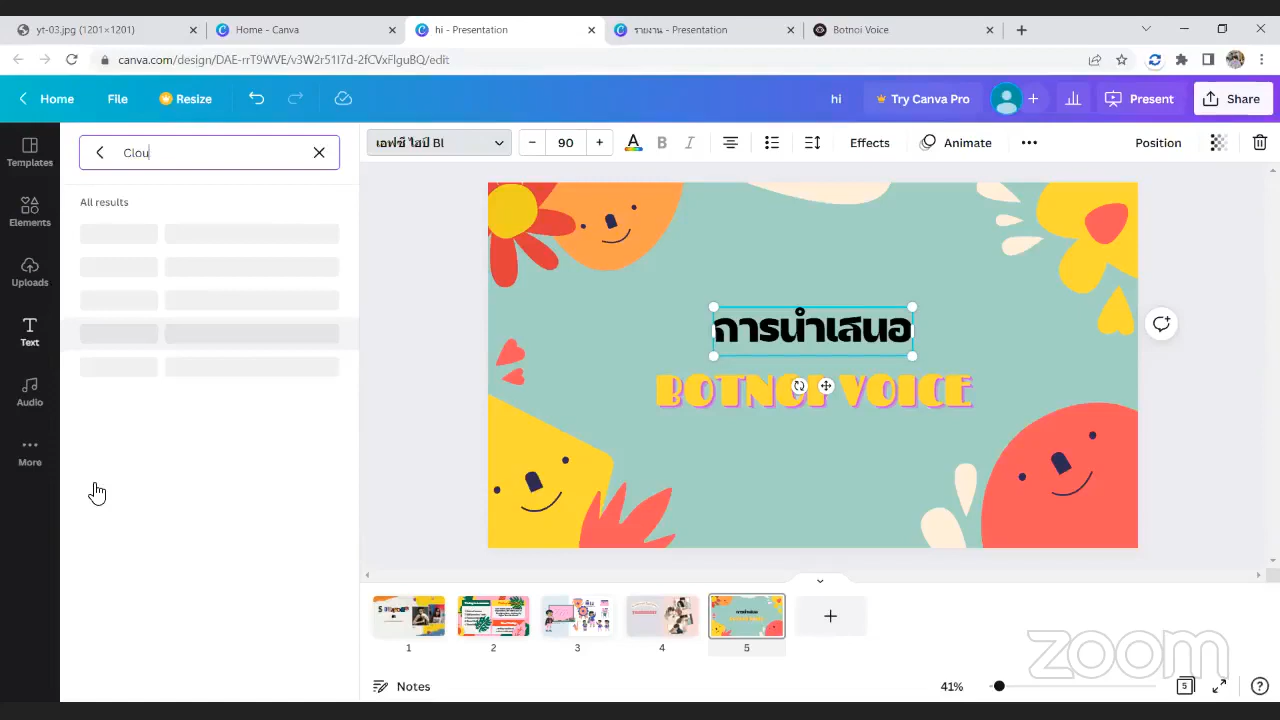 yt-03.jpg (1201×1201)
Home - Canva
hi - Presentation
รายงาน - Presentation
Botnoi Voice
canva.com/design/DAE-rrT9WVE/v3W2r51I7d-2fCVxFlguBQ/edit
Home
File
Resize
hi
Try Canva Pro
Present
Share
Templates
Elements
Uploads
Text
Audio
More
Clou
All results
เอฟซี ไฮปี Bl
90
A
B
I
Effects
Animate
Position
การนำเสนอ
BOTNOI VOICE
1
2
3
4
5
Notes
41%
5
zoom